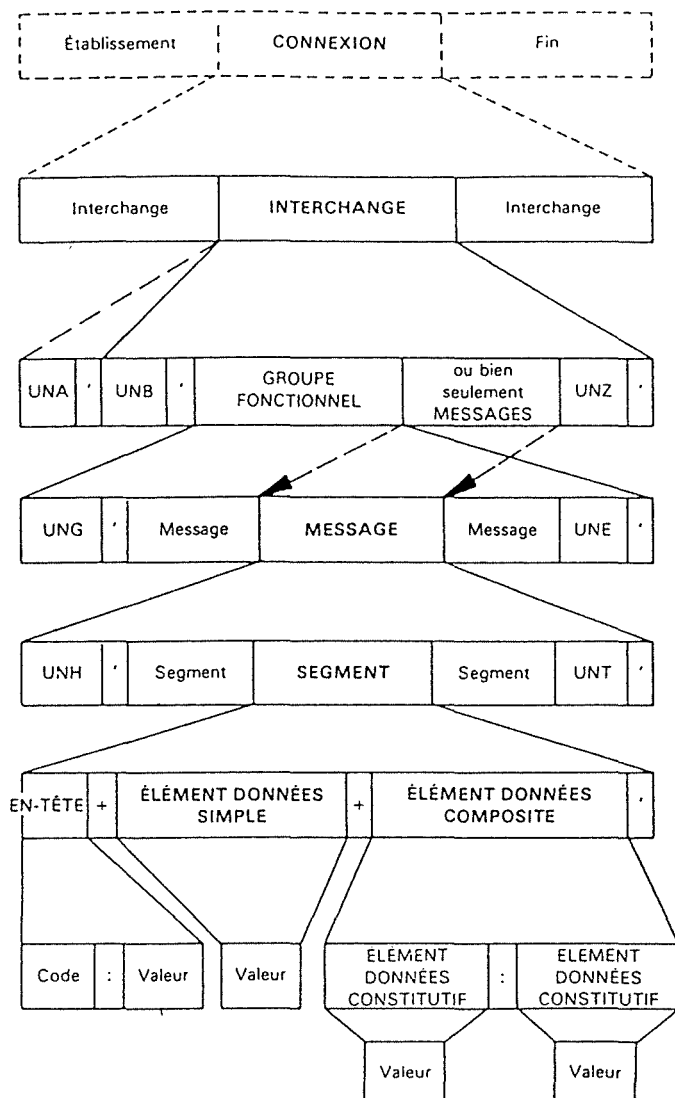 Établissement CONNEXION Fin
Interchange INTERCHANGE Interchange
UNA ' UNB ' GROUPE FONCTIONNEL ou bien seulement MESSAGES UNZ '
UNG ' Message MESSAGE Message UNE '
UNH ' Segment SEGMENT Segment UNT '
EN-TÊTE + ÉLÉMENT DONNÉES SIMPLE + ÉLÉMENT DONNÉES COMPOSITE '
Code : Valeur Valeur ELÉMENT DONNÉES CONSTITUTIF : ELEMENT DONNÉES CONSTITUTIF
Valeur Valeur